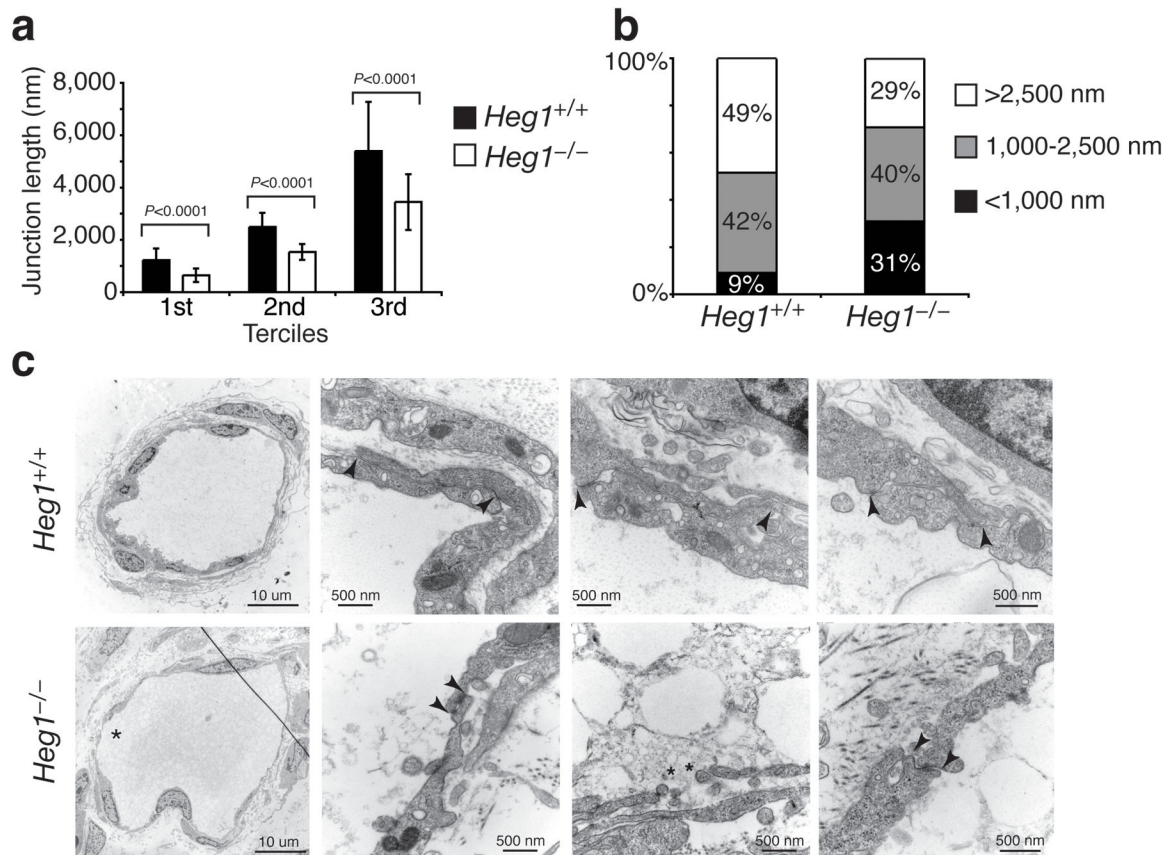 a
Junction length (nm)
8,000
6,000
4,000
2,000
0
P<0.0001
P<0.0001
P<0.0001
1st 2nd 3rd
Terciles
Heg1+/+
Heg1−/−
b
100%
0%
49%
42%
9%
29%
40%
31%
Heg1+/+ Heg1−/−
>2,500 nm
1,000-2,500 nm
<1,000 nm
c
Heg1+/+
10 um
500 nm
500 nm
500 nm
Heg1−/−
*
10 um
500 nm
* *
500 nm
500 nm